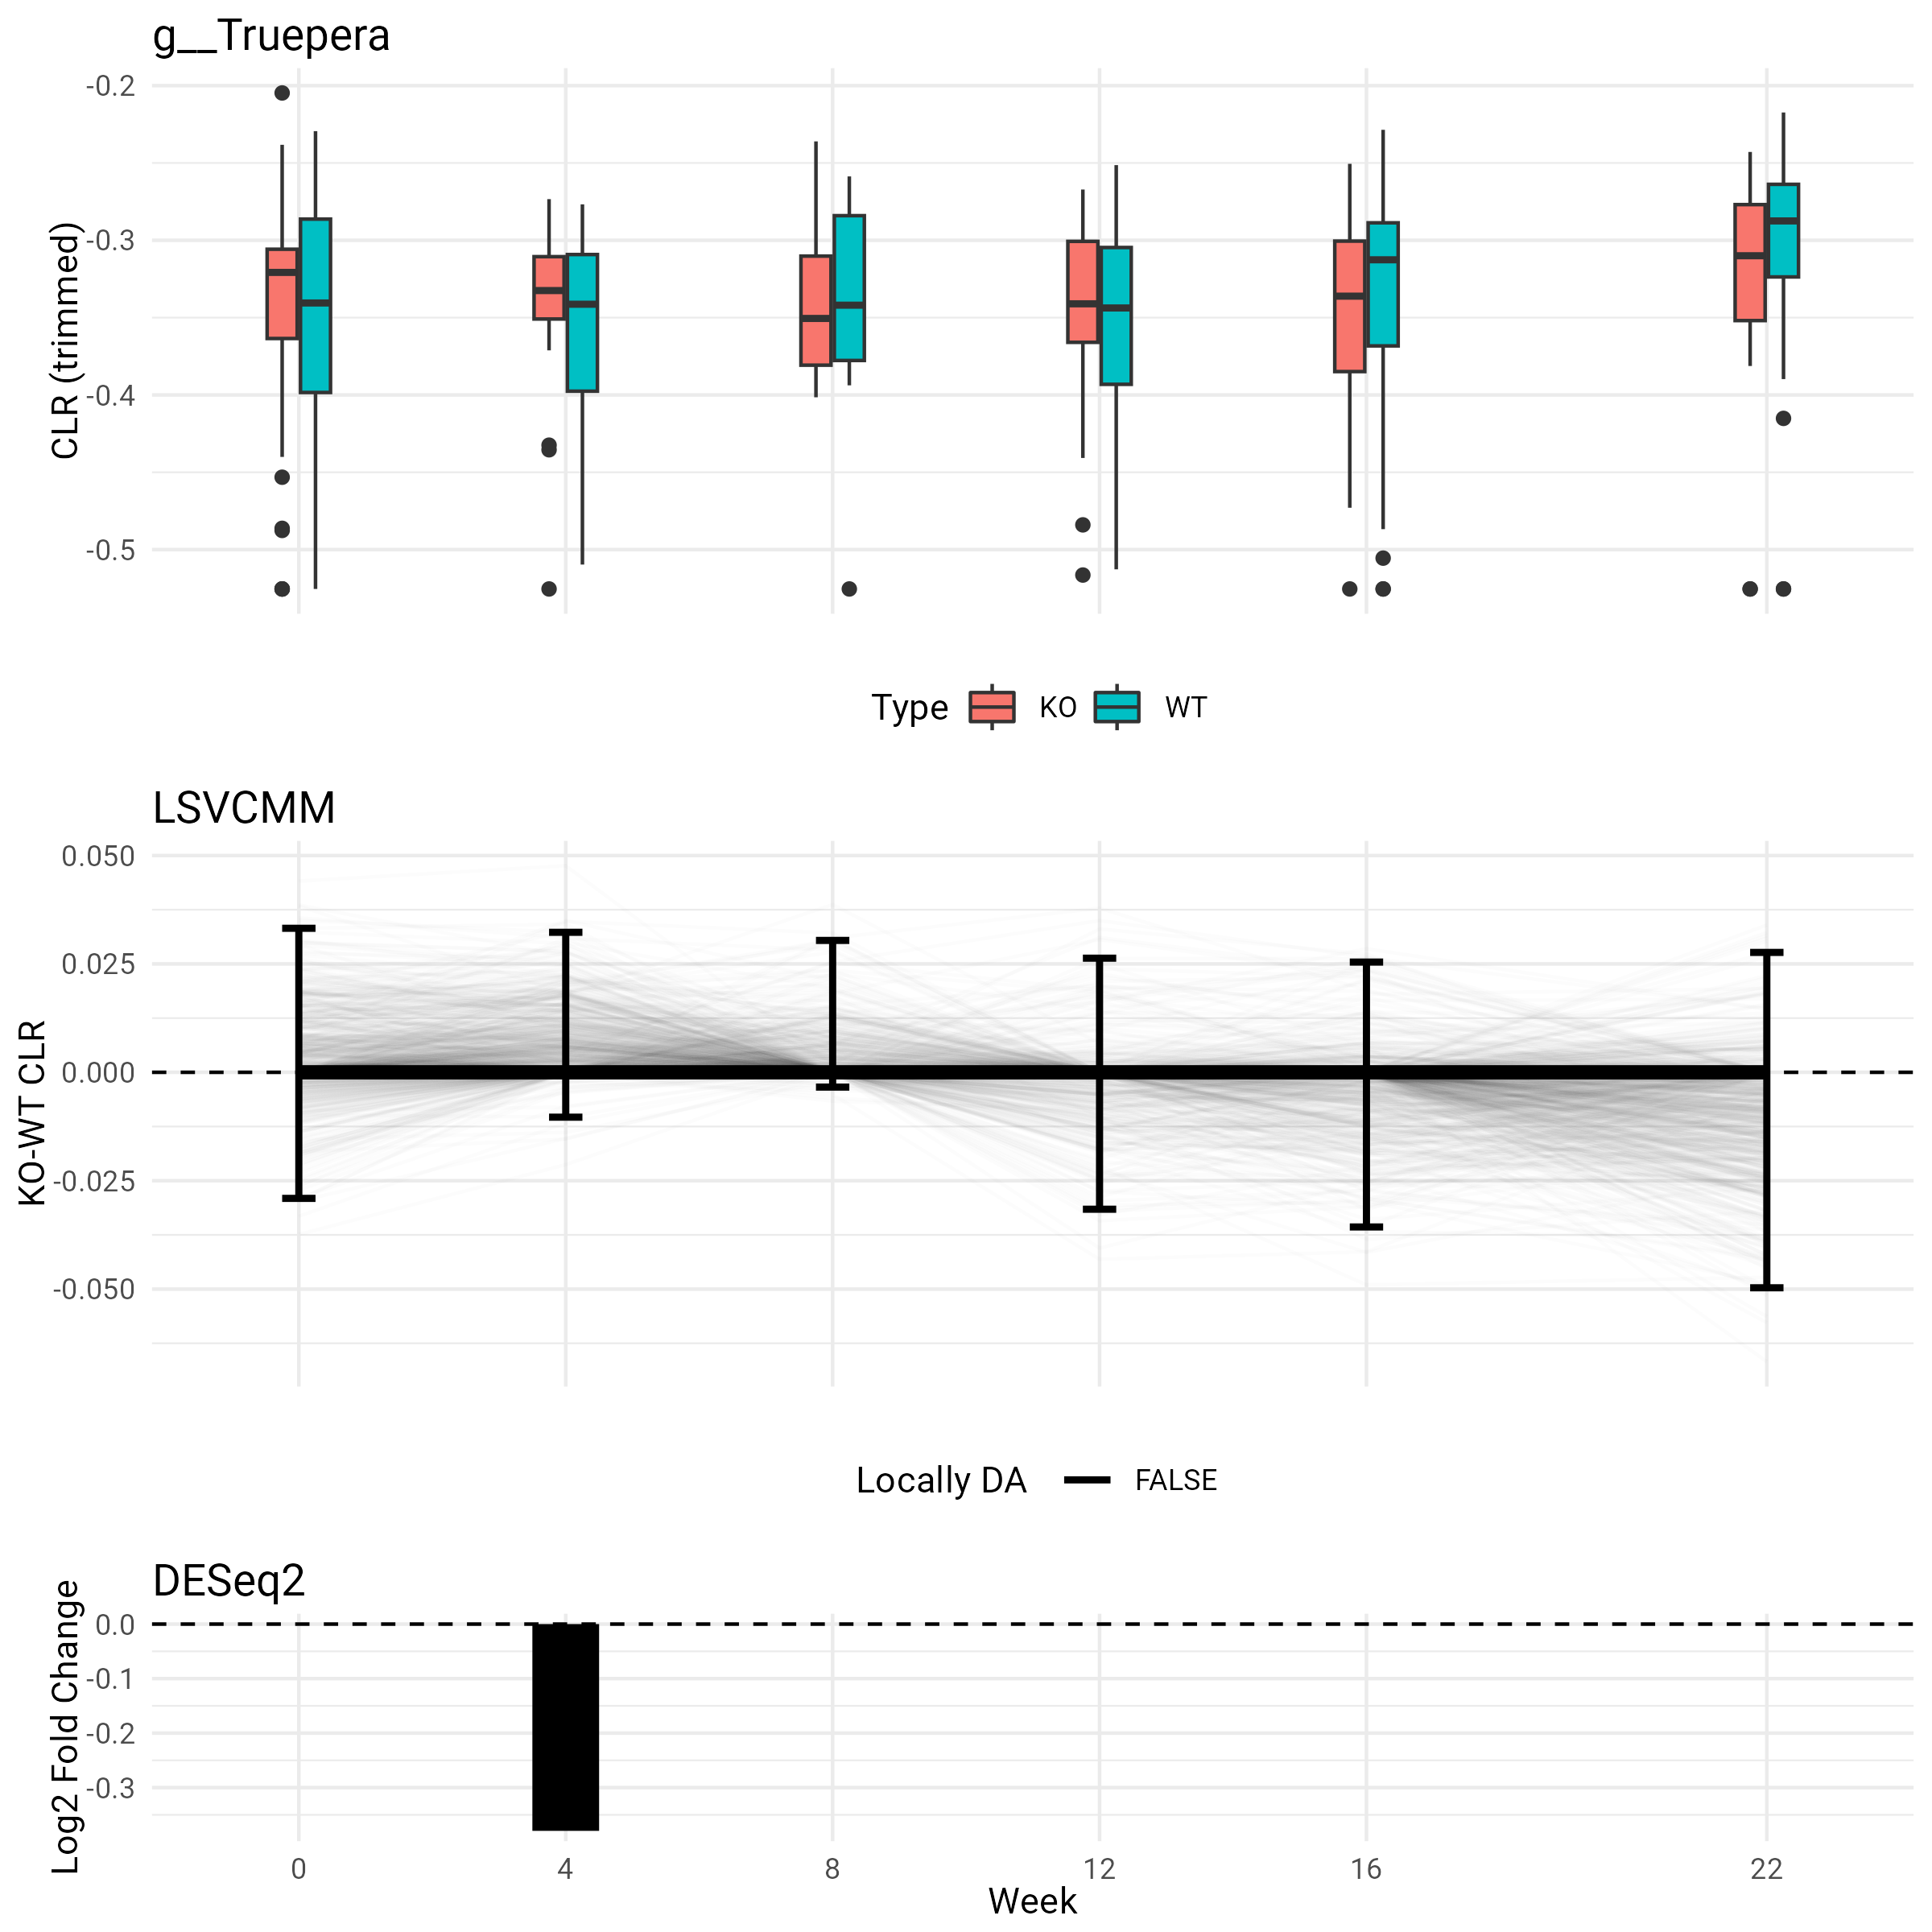 g__Truepera
-0.2
-0.3
-0.4
-0.5
CLR (trimmed)
Type KO WT
LSVCMM
0.050
0.025
0.000
-0.025
-0.050
KO-WT CLR
Locally DA FALSE
DESeq2
0.0
-0.1
-0.2
-0.3
Log2 Fold Change
0 4 8 12 16 22
Week